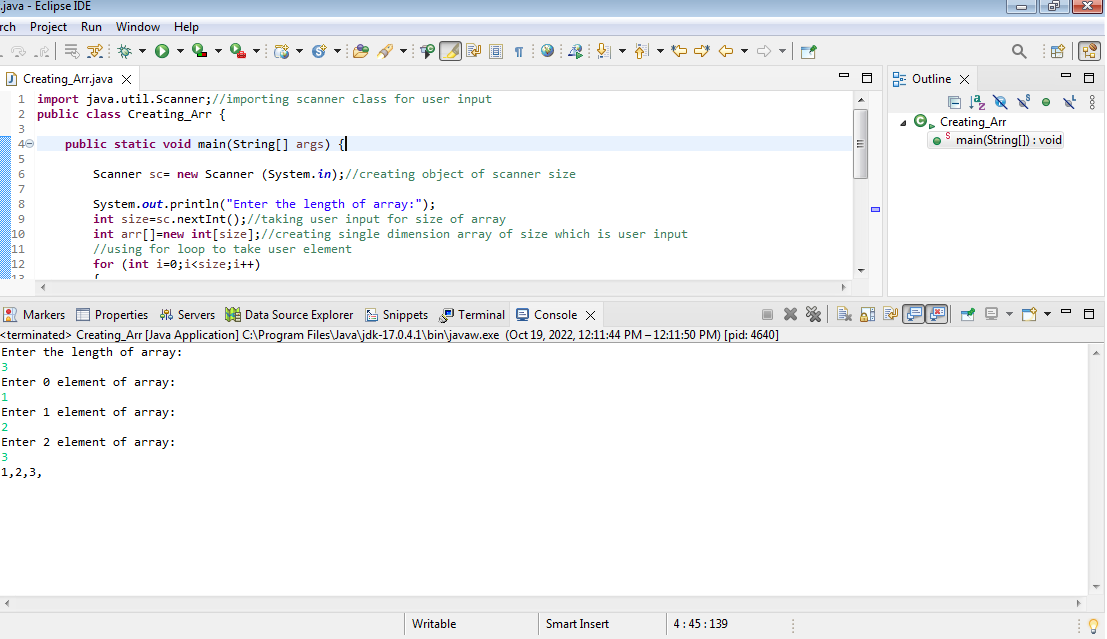 .java - Eclipse IDE
rch Project Run Window Help
Creating_Arr.java
Outline
1 import java.util.Scanner;//importing scanner class for user input
2 public class Creating_Arr {
3
4 public static void main(String[] args) {
5
6 Scanner sc= new Scanner (System.in);//creating object of scanner size
7
8 System.out.println("Enter the length of array:");
9 int size=sc.nextInt();//taking user input for size of array
10 int arr[]=new int[size];//creating single dimension array of size which is user input
11 //using for loop to take user element
12 for (int i=0;i<size;i++)
13 {
Creating_Arr
main(String[]) : void
Markers Properties Servers Data Source Explorer Snippets Terminal Console
<terminated> Creating_Arr [Java Application] C:\Program Files\Java\jdk-17.0.4.1\bin\javaw.exe (Oct 19, 2022, 12:11:44 PM – 12:11:50 PM) [pid: 4640]
Enter the length of array:
3
Enter 0 element of array:
1
Enter 1 element of array:
2
Enter 2 element of array:
3
1,2,3,
Writable Smart Insert 4 : 45 : 139